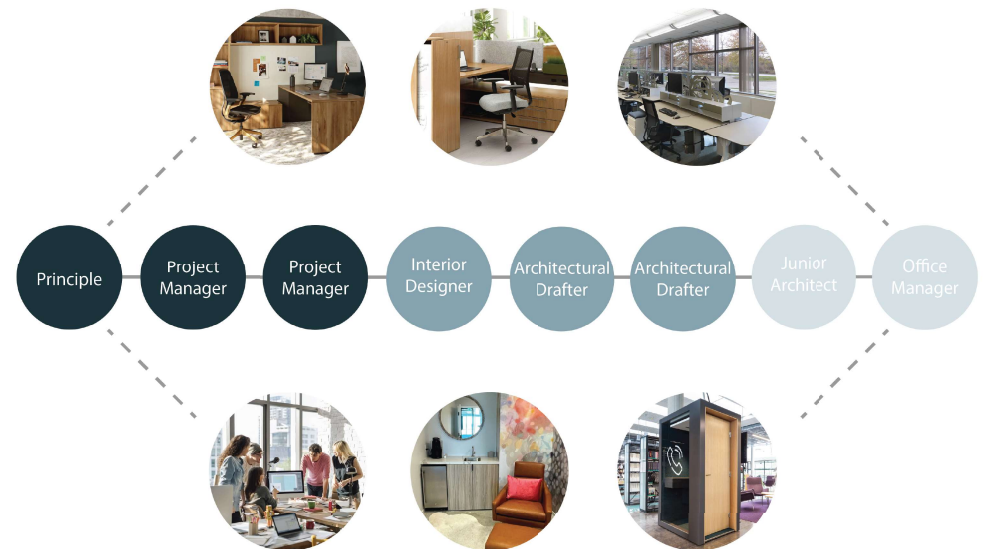 Principle
Project
Manager
Project
Manager
Interior
Designer
Architectural
Drafter
Architectural
Drafter
Junior
Architect
Office
Manager